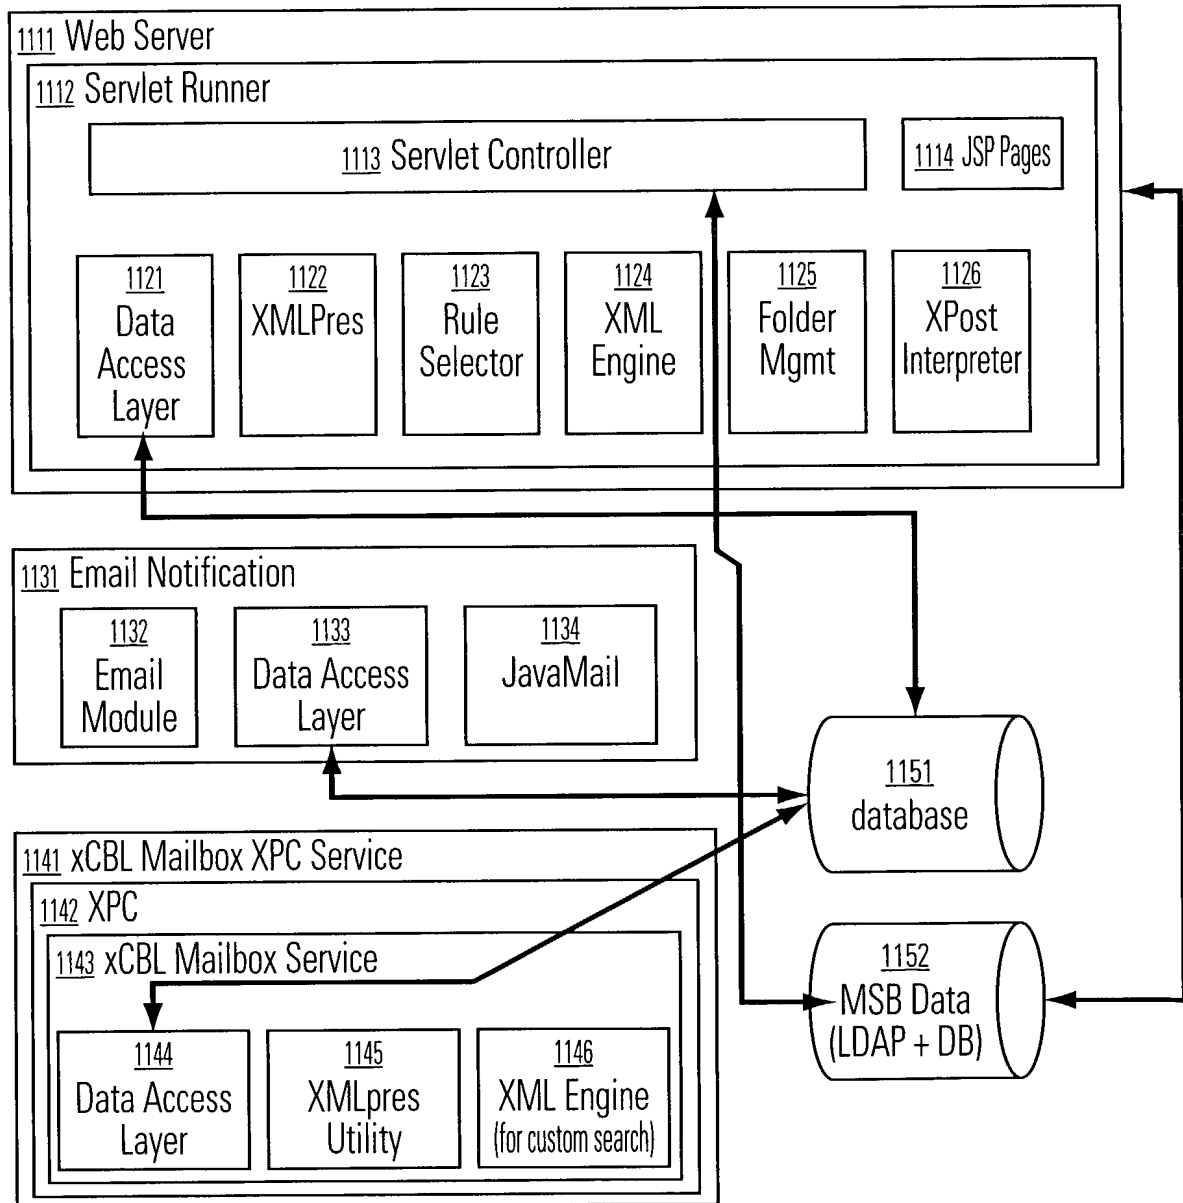 1111 Web Server
1112 Servlet Runner
1113 Servlet Controller
1114 JSP Pages
1121
Data
Access
Layer
1122
XMLPres
1123
Rule
Selector
1124
XML
Engine
1125
Folder
Mgmt
1126
XPost
Interpreter
1131 Email Notification
1132
Email
Module
1133
Data Access
Layer
1134
JavaMail
1151
database
1141 xCBL Mailbox XPC Service
1142 XPC
1143 xCBL Mailbox Service
1144
Data Access
Layer
1145
XMLpres
Utility
1146
XML Engine
(for custom search)
1152
MSB Data
(LDAP + DB)